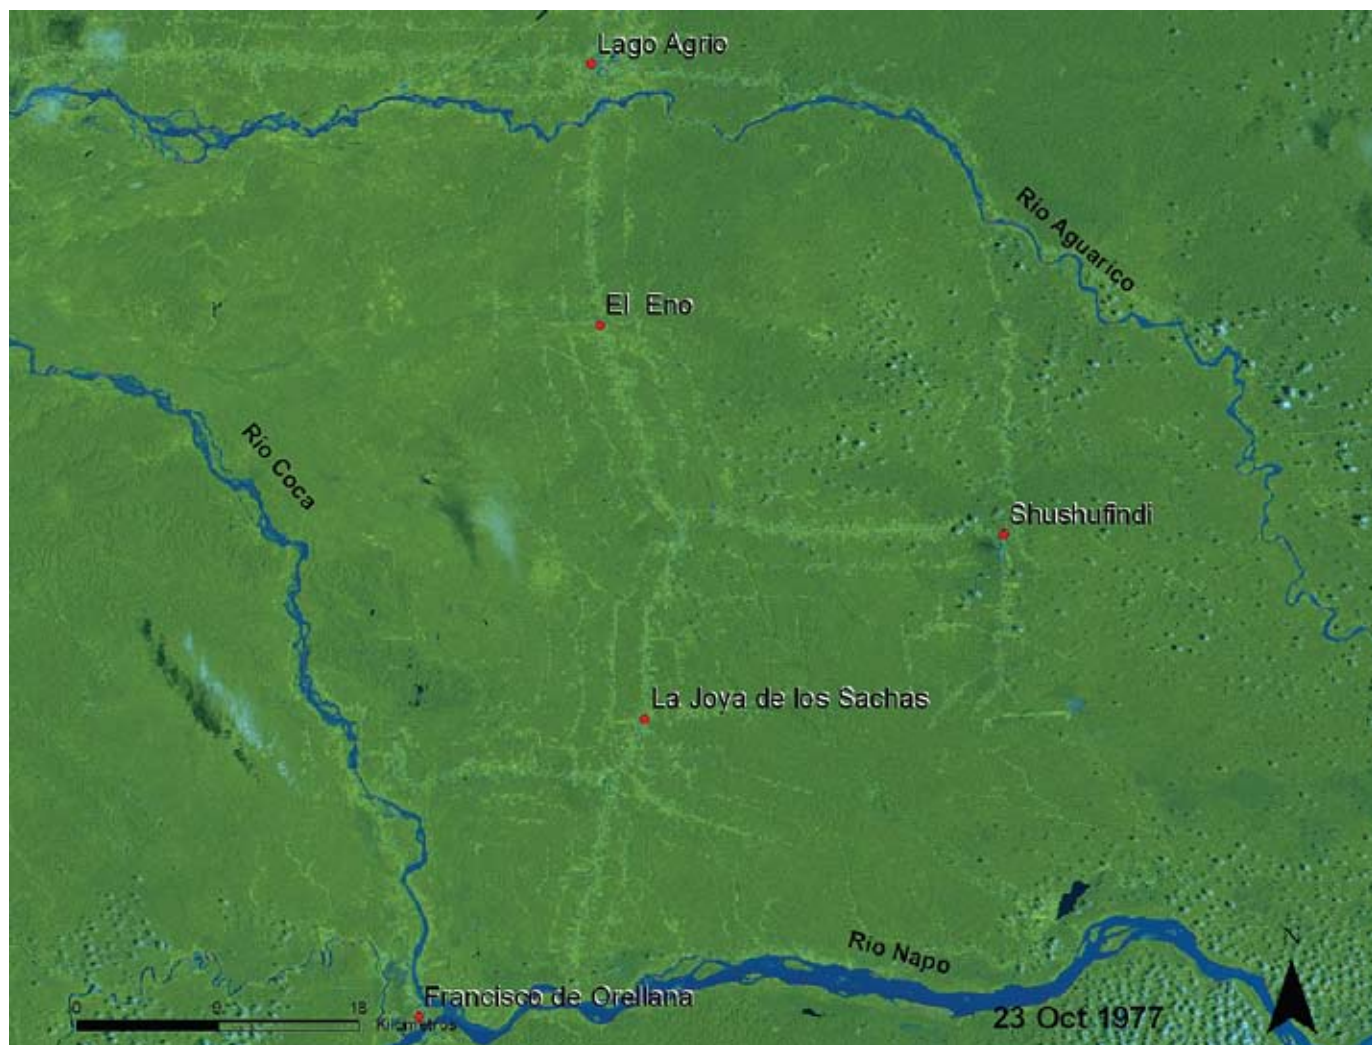 Lago Agrio
Río Aguarico
El Eno
Río Coca
Shushufindi
La Joya de los Sachas
Río Napo
N
Francisco de Orellana
23 Oct 1977
0 9 18
Kilómetros